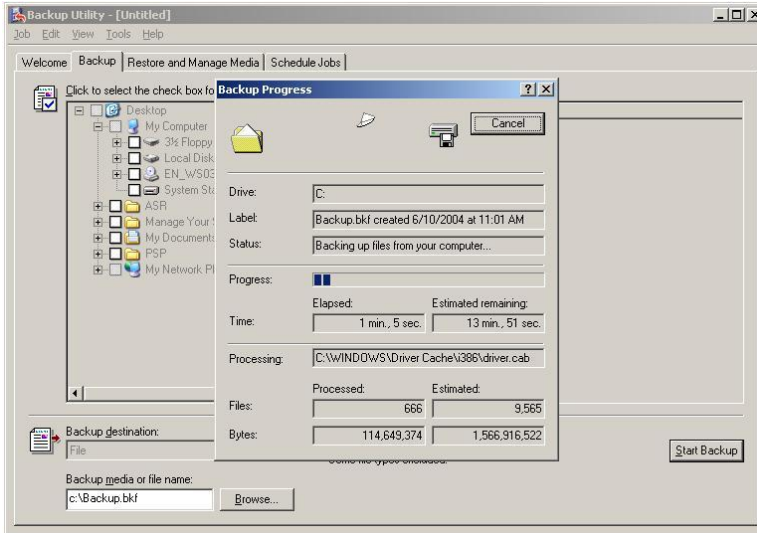 Backup Utility - [Untitled]
Job Edit View Tools Help
Welcome Backup Restore and Manage Media Schedule Jobs
Click to select the check box fo
Desktop
My Computer
3½ Floppy
Local Disk
EN_WS03
System Sta
ASR
Manage Your S
My Documents
PSP
My Network Pl
Backup Progress
Cancel
Drive: C:
Label: Backup.bkf created 6/10/2004 at 11:01 AM
Status: Backing up files from your computer...
Progress:
Elapsed: Estimated remaining:
Time: 1 min., 5 sec. 13 min., 51 sec.
Processing: C:\WINDOWS\Driver Cache\i386\driver.cab
Processed: Estimated:
Files: 666 9,565
Bytes: 114,649,374 1,566,916,522
Backup destination:
File
Start Backup
Backup media or file name:
c:\Backup.bkf Browse...